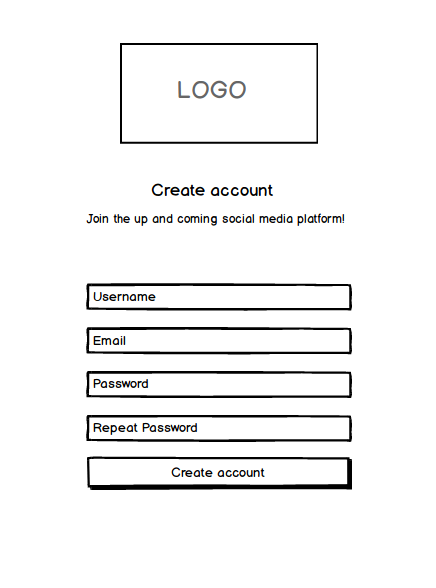 LOGO
Create account
Join the up and coming social media platform!
Username
Email
Password
Repeat Password
Create account